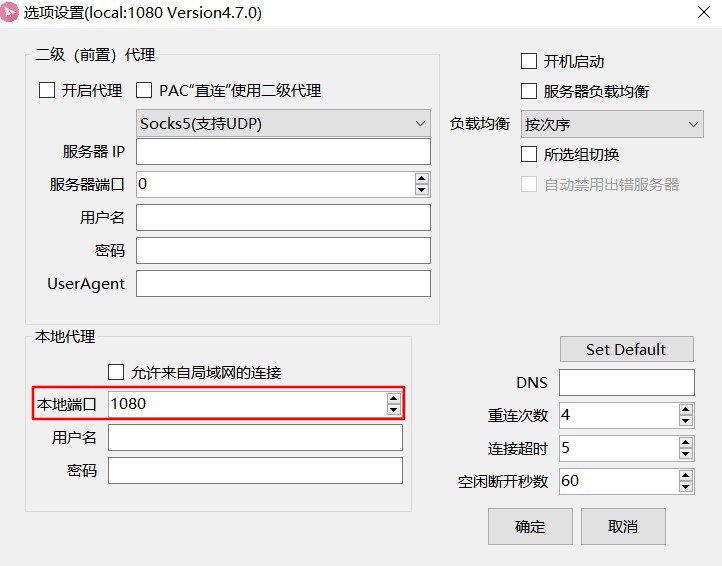 选项设置(local:1080 Version4.7.0)
二级（前置）代理
开启代理
PAC“直连”使用二级代理
Socks5(支持UDP)
服务器 IP
服务器端口
0
用户名
密码
UserAgent
开机启动
服务器负载均衡
负载均衡
按次序
所选组切换
自动禁用出错服务器
本地代理
允许来自局域网的连接
本地端口
1080
用户名
密码
Set Default
DNS
重连次数
4
连接超时
5
空闲断开秒数
60
确定
取消